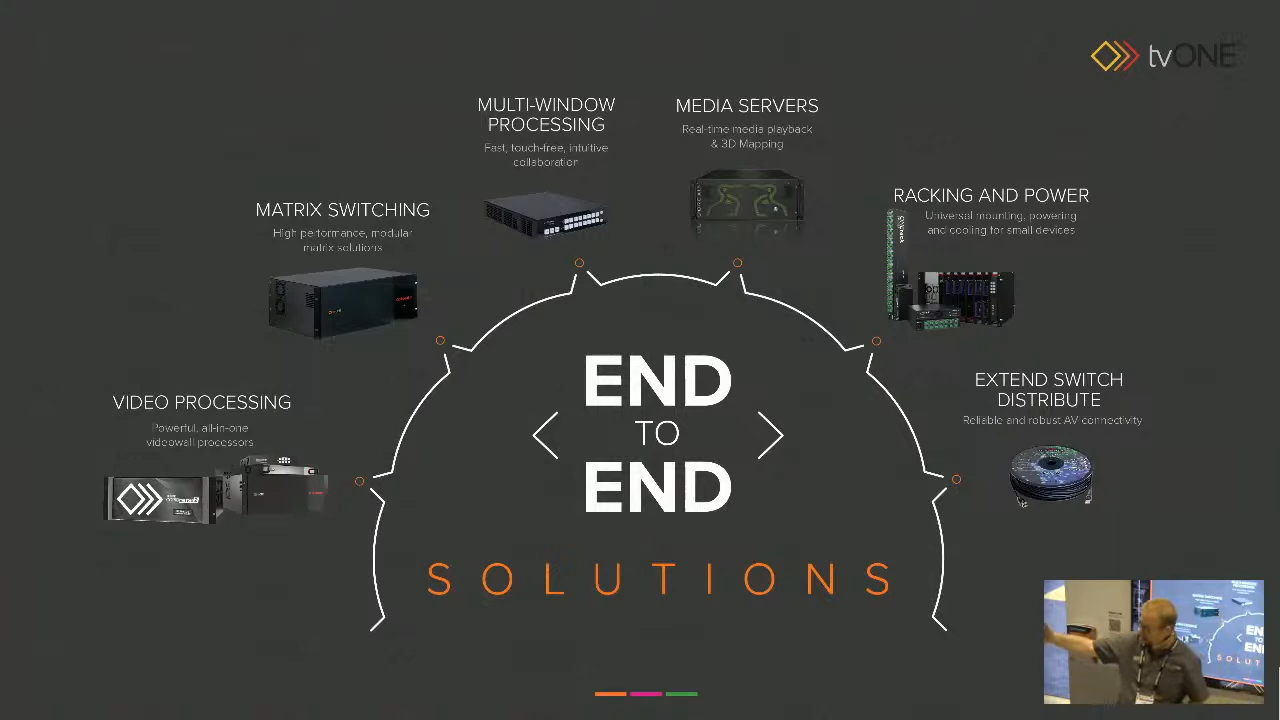 tvONE
MULTI-WINDOW
PROCESSING
Fast, touch-free, intuitive
collaboration
MEDIA SERVERS
Real-time media playback
& 3D Mapping
MATRIX SWITCHING
High performance, modular
matrix solutions
RACKING AND POWER
Universal mounting, powering
and cooling for small devices
VIDEO PROCESSING
Powerful, all-in-one
videowall processors
EXTEND SWITCH
DISTRIBUTE
Reliable and robust AV connectivity
END
TO
END
SOLUTIONS